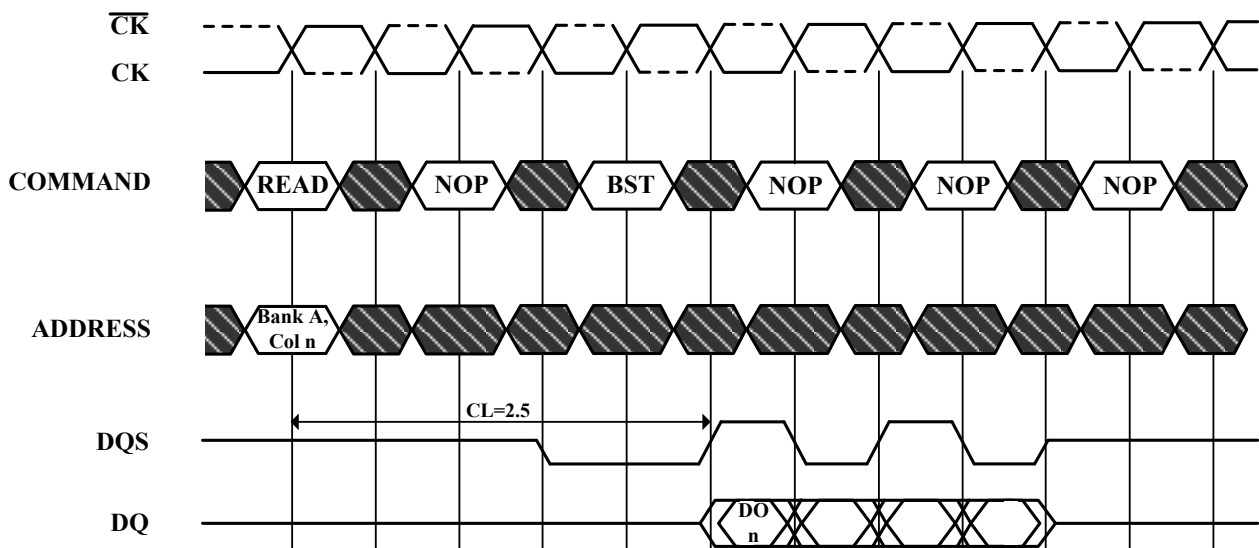 CK
CK
COMMAND READ NOP BST NOP NOP NOP
ADDRESS Bank A,
Col n
CL=2.5
DQS
DQ DO
n